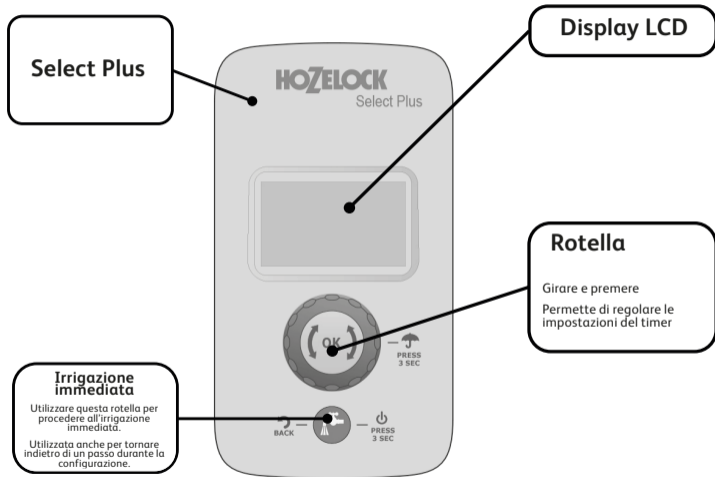 Select Plus
Display LCD
HOZELOCK
Select Plus
Rotella
Girare e premere
Permette di regolare le
impostazioni del timer
OK
PRESS
3 SEC
Irrigazione
immediata
Utilizzare questa rotella per
procedere all'irrigazione
immediatá.
Utilizzata anche per tornare
indietro di un passo durante la
configurazione.
BACK
PRESS
3 SEC